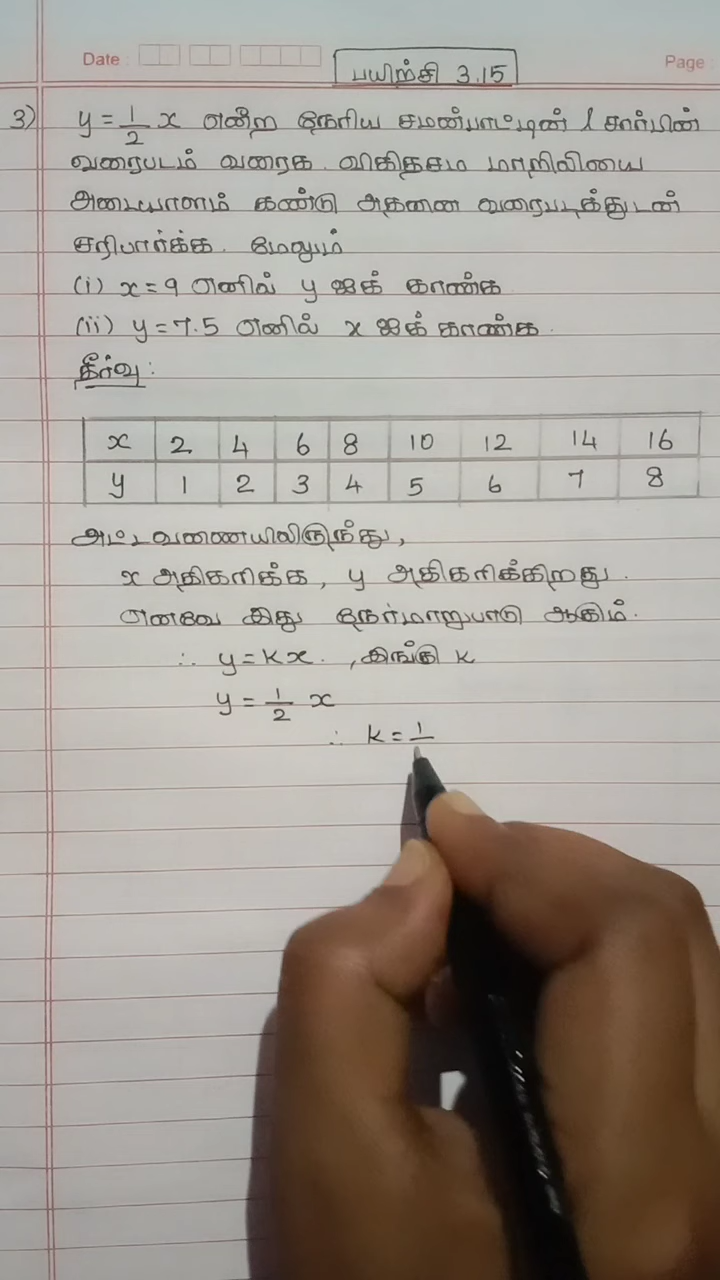 Date :
Page :
பயிற்சி 3.15
3) y = 1/2 x என்ற நேரிய சமன்பாட்டின் / சார்பின்
வரைபடம் வரைக. விகிதசம மாறிலியை
அடையாளம் கண்டு அதனை வரைபடத்துடன்
சரிபார்க்க. மேலும்
(i) x = 9 எனில் y ஐக் காண்க
(ii) y = 7.5 எனில் x ஐக் காண்க.
தீர்வு :
x 2 4 6 8 10 12 14 16
y 1 2 3 4 5 6 7 8
அட்டவணையிலிருந்து,
x அதிகரிக்க, y அதிகரிக்கிறது.
எனவே இது நேர்மாறுபாடு ஆகும்.
∴ y = kx. , இங்கு k
y = 1/2 x
∴ k = 1/